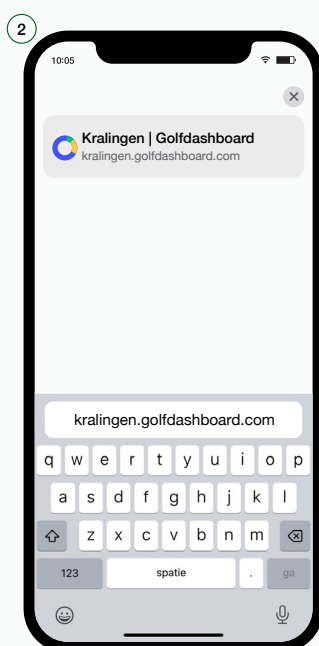 2
10:05
Kralingen | Golfdashboard
kralingen.golfdashboard.com
kralingen.golfdashboard.com
q w e r t y u i o p
a s d f g h j k l
z x c v b n m
123 spatie . ga